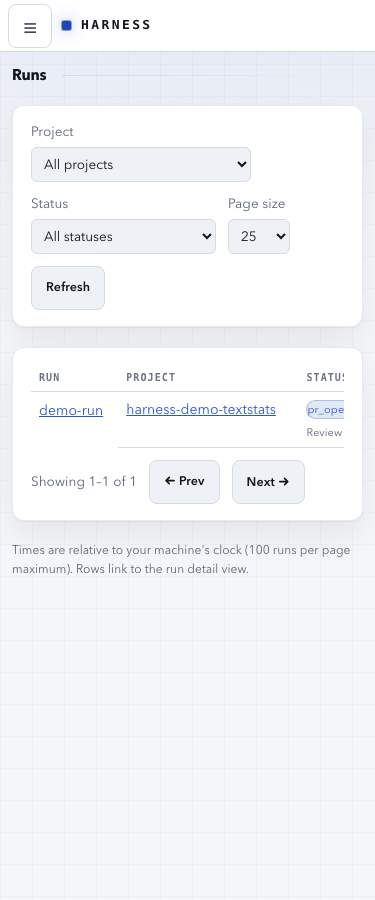 HARNESS
Runs
Project
All projects
Status Page size
All statuses 25
Refresh
RUN PROJECT STATUS
demo-run harness-demo-textstats pr_ope
Review
Showing 1–1 of 1 ← Prev Next →
Times are relative to your machine's clock (100 runs per page
maximum). Rows link to the run detail view.